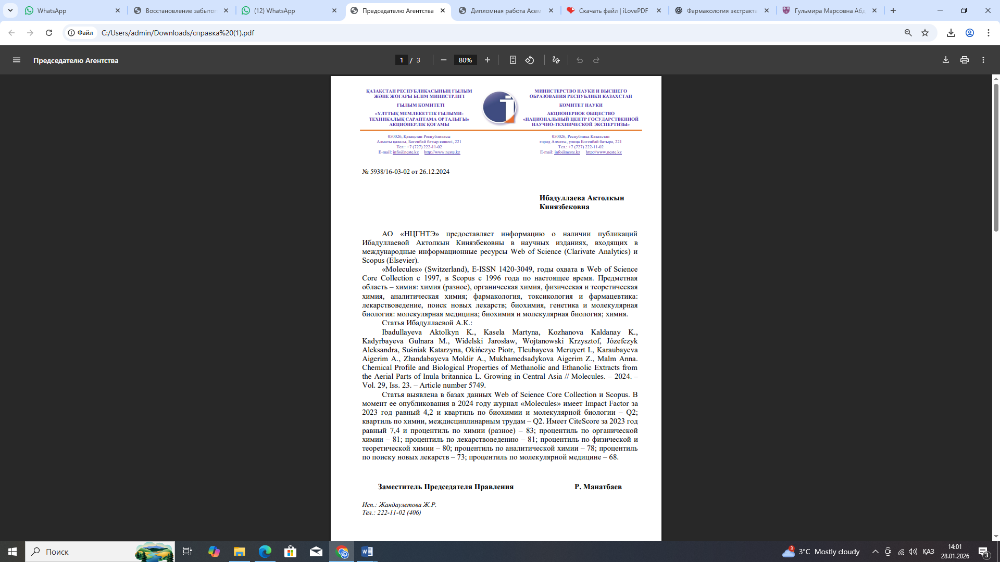 WhatsApp
Восстановление забытог
(12) WhatsApp
Председателю Агентства
Дипломная работа Асем
Скачать файл | iLovePDF
Фармакология экстракта
Гульмира Марсовна Абд
Файл
C:/Users/admin/Downloads/справка%20(1).pdf
Председателю Агентства
1 / 3
80%
ҚАЗАҚСТАН РЕСПУБЛИКАСЫНЫҢ ҒЫЛЫМ
ЖӘНЕ ЖОҒАРЫ БІЛІМ МИНИСТРЛІГІ
ҒЫЛЫМ КОМИТЕТІ
«ҰЛТТЫҚ МЕМЛЕКЕТТІК ҒЫЛЫМИ-
ТЕХНИКАЛЫҚ САРАПТАМА ОРТАЛЫҒЫ»
АКЦИОНЕРЛІК ҚОҒАМЫ
МИНИСТЕРСТВО НАУКИ И ВЫСШЕГО
ОБРАЗОВАНИЯ РЕСПУБЛИКИ КАЗАХСТАН
КОМИТЕТ НАУКИ
АКЦИОНЕРНОЕ ОБЩЕСТВО
«НАЦИОНАЛЬНЫЙ ЦЕНТР ГОСУДАРСТВЕННОЙ
НАУЧНО-ТЕХНИЧЕСКОЙ ЭКСПЕРТИЗЫ»
050026, Қазақстан Республикасы
Алматы қаласы, Бөгенбай батыр көшесі, 221
Тел.: +7 (727) 222-11-02
E-mail: info@ncste.kz http://www.ncste.kz
050026, Республика Казахстан
город Алматы, улица Богенбай батыра, 221
Тел.: +7 (727) 222-11-02
E-mail: info@ncste.kz http://www.ncste.kz
№ 5938/16-03-02 от 26.12.2024
Ибадуллаева Актолкын
Кинязбековна
АО «НЦГНТЭ» предоставляет информацию о наличии публикаций
Ибадуллаевой Актолкын Кинязбековны в научных изданиях, входящих в
международные информационные ресурсы Web of Science (Clarivate Analytics) и
Scopus (Elsevier).
«Molecules» (Switzerland), E-ISSN 1420-3049, годы охвата в Web of Science
Core Collection с 1997, в Scopus с 1996 года по настоящее время. Предметная
область – химия: химия (разное), органическая химия, физическая и теоретическая
химия, аналитическая химия; фармакология, токсикология и фармацевтика:
лекарствоведение, поиск новых лекарств; биохимия, генетика и молекулярная
биология: молекулярная медицина; биохимия и молекулярная биология; химия.
Статья Ибадуллаевой А.К.:
Ibadullayeva Aktolkyn K., Kasela Martyna, Kozhanova Kaldanay K.,
Kadyrbayeva Gulnara M., Widelski Jarosław, Wojtanowski Krzysztof, Józefczyk
Aleksandra, Suśniak Katarzyna, Okińczyc Piotr, Tleubayeva Meruyert I., Karaubayeva
Aigerim A., Zhandabayeva Moldir A., Mukhamedsadykova Aigerim Z., Malm Anna.
Chemical Profile and Biological Properties of Methanolic and Ethanolic Extracts from
the Aerial Parts of Inula britannica L. Growing in Central Asia // Molecules. – 2024. –
Vol. 29, Iss. 23. – Article number 5749.
Статья выявлена в базах данных Web of Science Core Collection и Scopus. В
момент ее опубликования в 2024 году журнал «Molecules» имеет Impact Factor за
2023 год равный 4,2 и квартиль по биохимии и молекулярной биологии – Q2;
квартиль по химии, междисциплинарным трудам – Q2. Имеет CiteScore за 2023 год
равный 7,4 и процентиль по химии (разное) – 83; процентиль по органической
химии – 81; процентиль по лекарствоведению – 81; процентиль по физической и
теоретической химии – 80; процентиль по аналитической химии – 78; процентиль
по поиску новых лекарств – 73; процентиль по молекулярной медицине – 68.
Заместитель Председателя Правления Р. Манатбаев
Исп.: Жандаулетова Ж.Р.
Тел.: 222-11-02 (406)
Поиск
3
3°C Mostly cloudy
ҚАЗ
14:01
28.01.2026
3